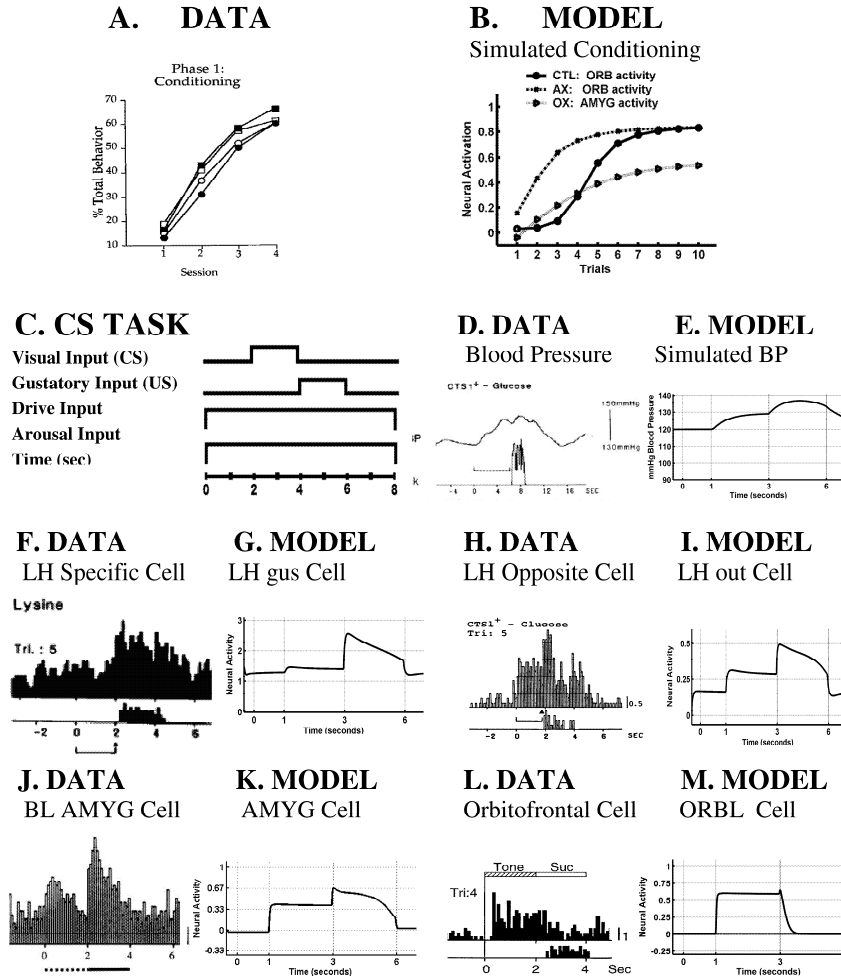 A. DATA
Phase 1:
Conditioning
% Total Behavior
70
60
50
40
30
20
10
1 2 3 4
Session
B. MODEL
Simulated Conditioning
CTL: ORB activity
AX: ORB activity
OX: AMYG activity
Neural Activation
1
0.8
0.6
0.4
0.2
0
1 2 3 4 5 6 7 8 9 10
Trials
C. CS TASK
Visual Input (CS)
Gustatory Input (US)
Drive Input
Arousal Input
Time (sec)
0 2 4 6 8
D. DATA
Blood Pressure
CTS1+ - Glucose
150mmHg
130mmHg
-4 0 4 8 12 16 SEC
E. MODEL
Simulated BP
mmHg Blood Pressure
140
130
120
110
100
90
0 1 3 6
Time (seconds)
F. DATA
LH Specific Cell
Lysine
Tri. : 5
-2 0 2 4 6
G. MODEL
LH gus Cell
Neural Activity
3
2
1
0
0 1 3 6
Time (seconds)
H. DATA
LH Opposite Cell
CTS1+ - Glucose
Tri: 5
0.5
-2 0 2 4 6 SEC
I. MODEL
LH out Cell
Neural Activity
0.5
0.25
0
0 1 3 6
Time (seconds)
J. DATA
BL AMYG Cell
0 2 4 6
K. MODEL
AMYG Cell
Neural Activity
1
0.67
0.33
0
-0.33
0 1 3 6
Time (seconds)
L. DATA
Orbitofrontal Cell
Tone Suc
Tri:4
1
0 2 4 Sec
M. MODEL
ORBL Cell
Neural Activity
1
0.75
0.5
0.25
0
-0.25
0 1 3 6
Time (seconds)